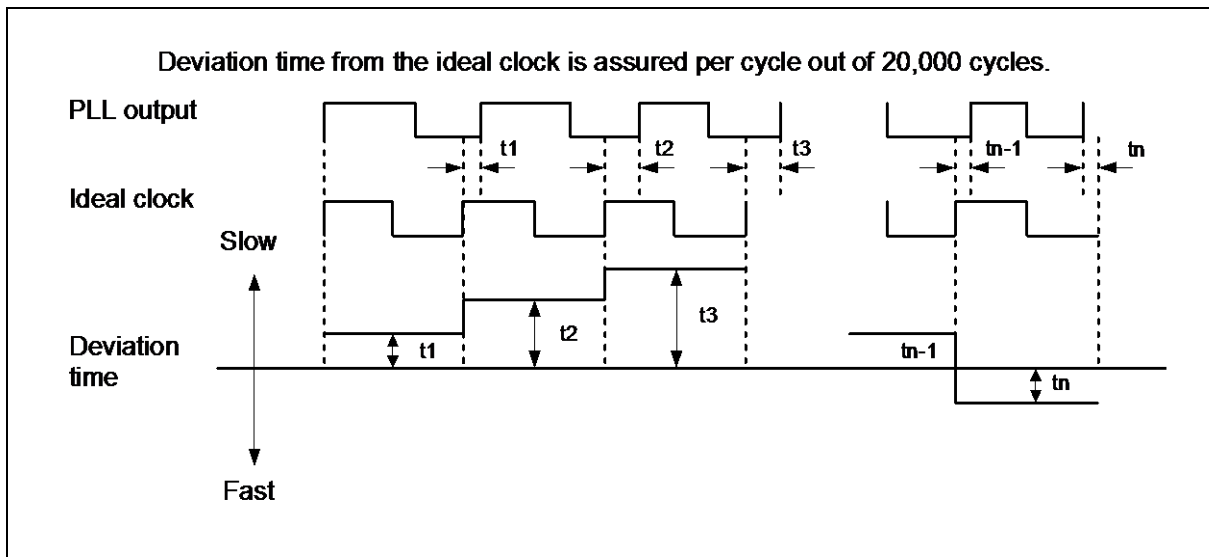 Deviation time from the ideal clock is assured per cycle out of 20,000 cycles.
PLL output
t1
t2
t3
tn-1
tn
Ideal clock
Slow
t1
t2
t3
tn-1
tn
Deviation
time
Fast